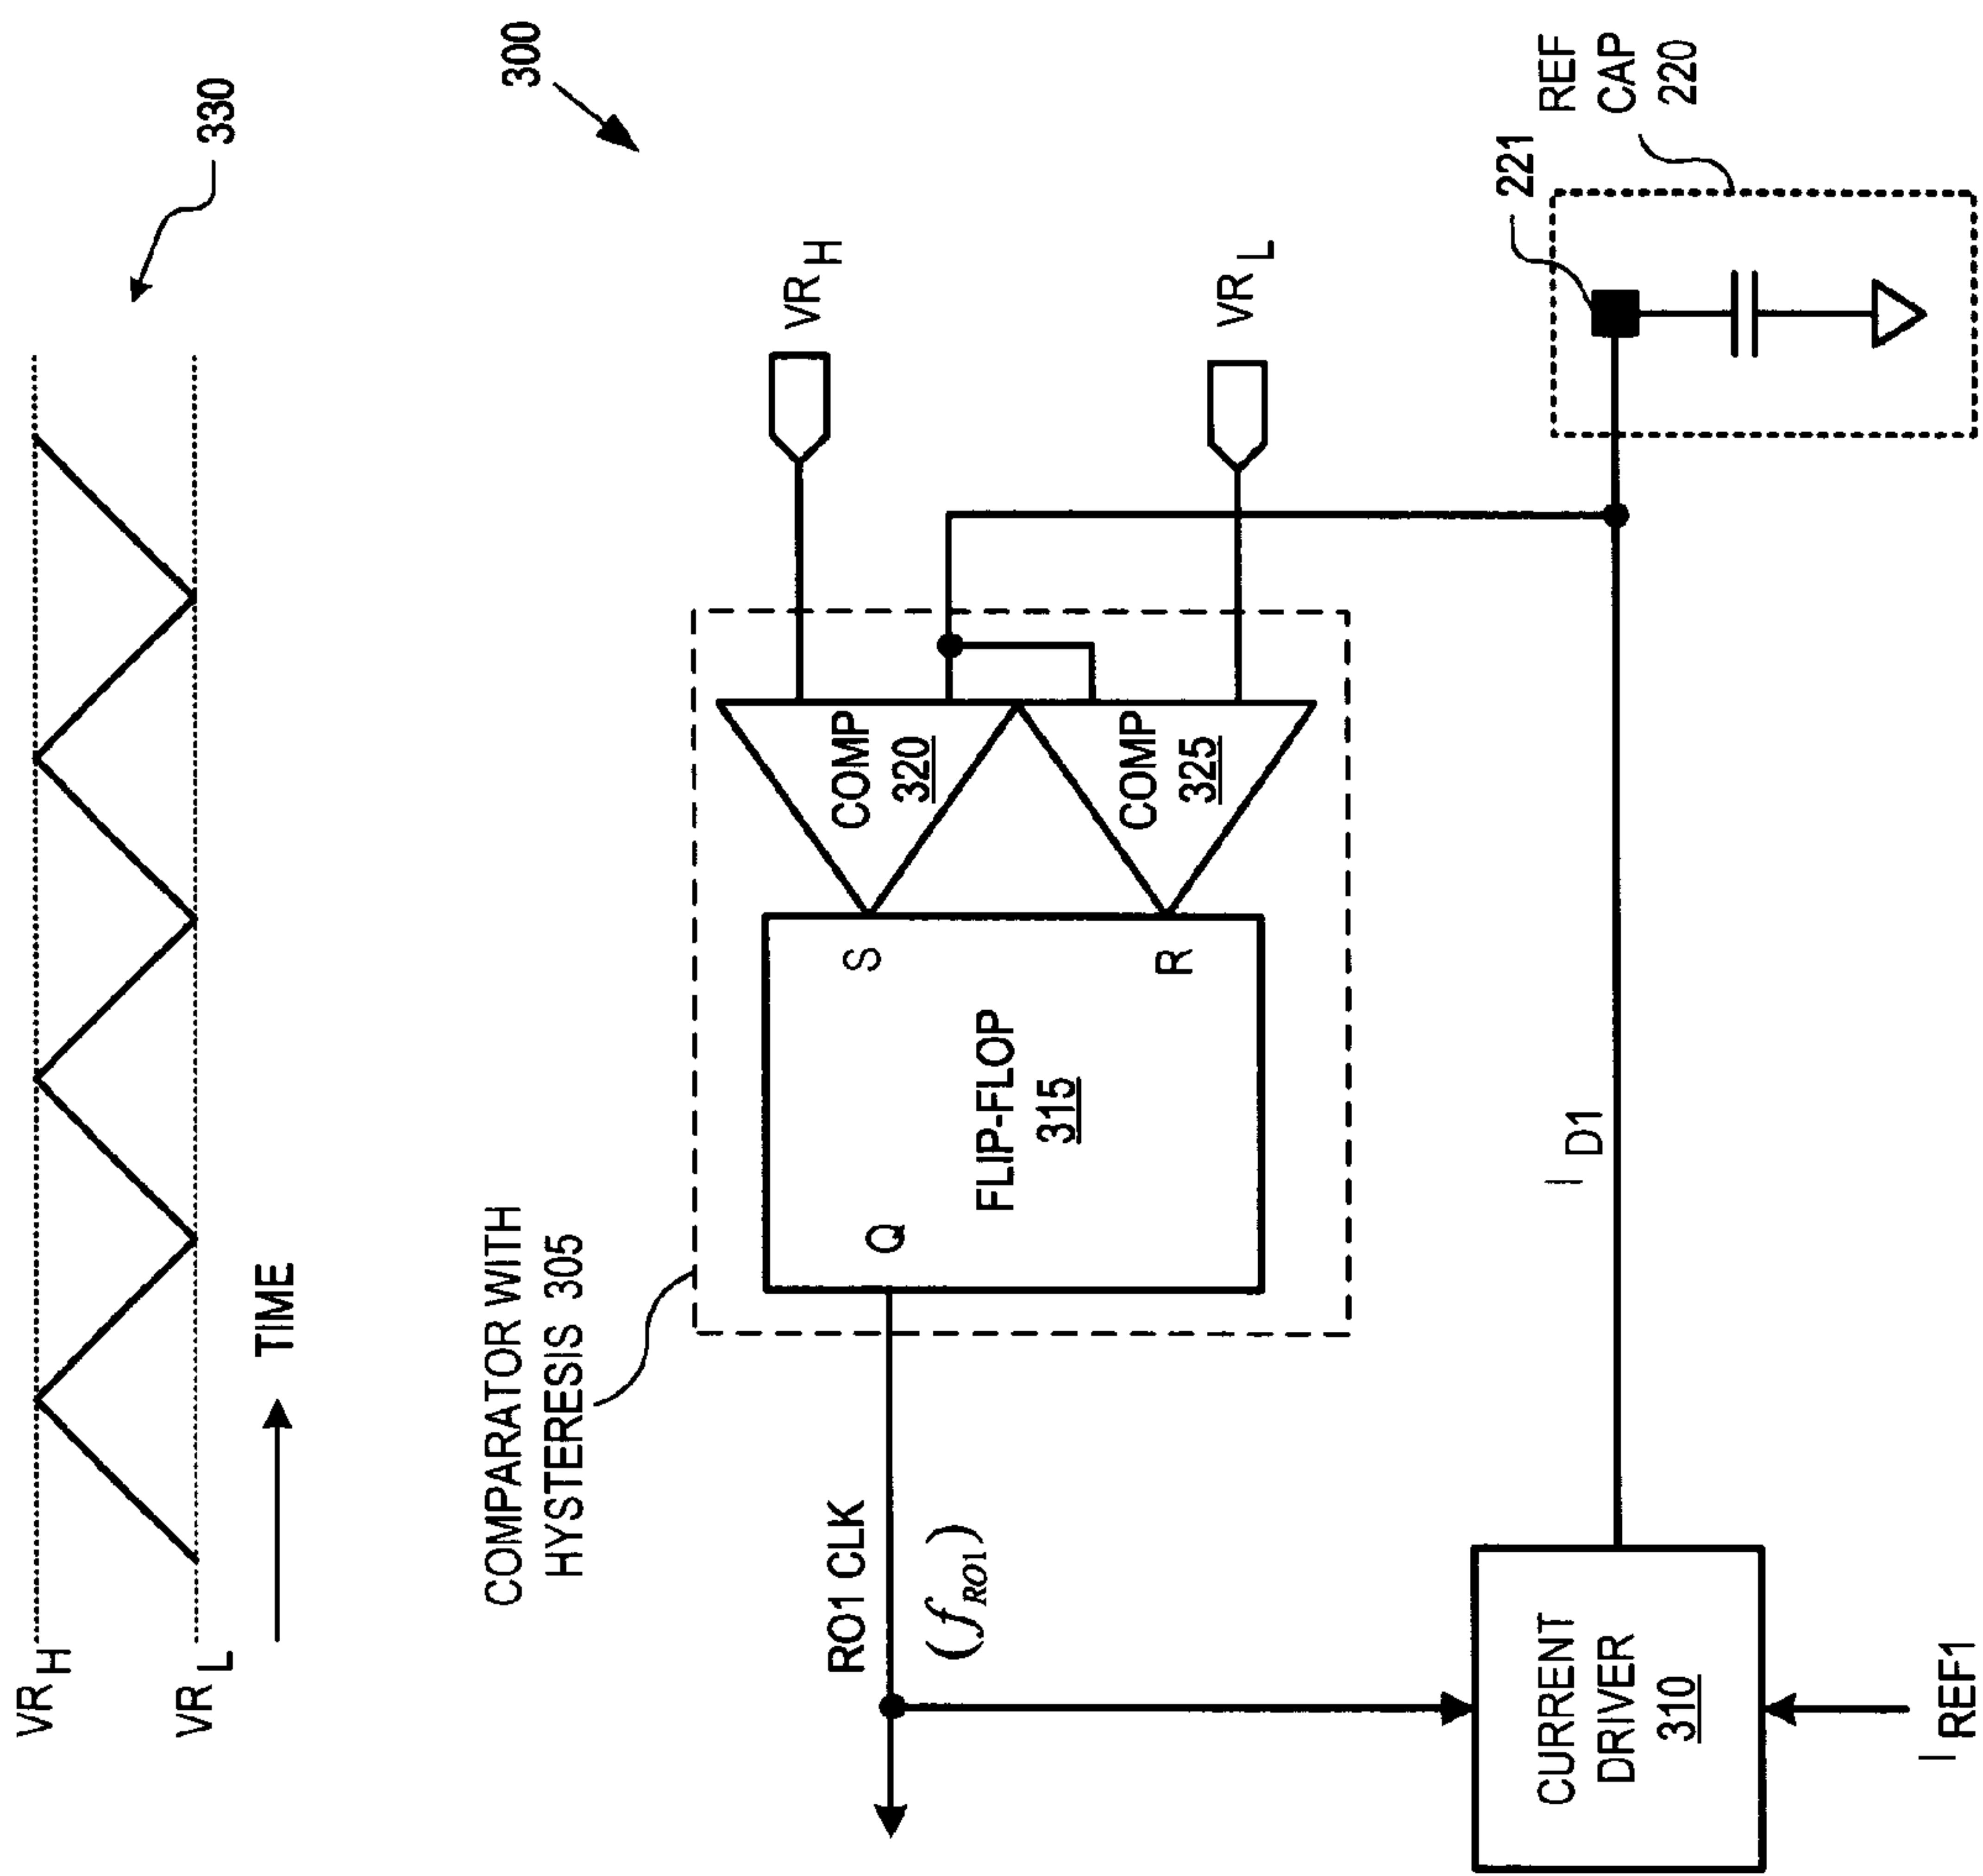 VR H
VR L
TIME
330
300
COMPARATOR WITH
HYSTERESIS 305
RO1 CLK
(f RO1)
Q
FLIP-FLOP
315
S
R
COMP
320
COMP
325
VR H
VR L
221
REF
CAP
220
I D1
CURRENT
DRIVER
310
I REF1